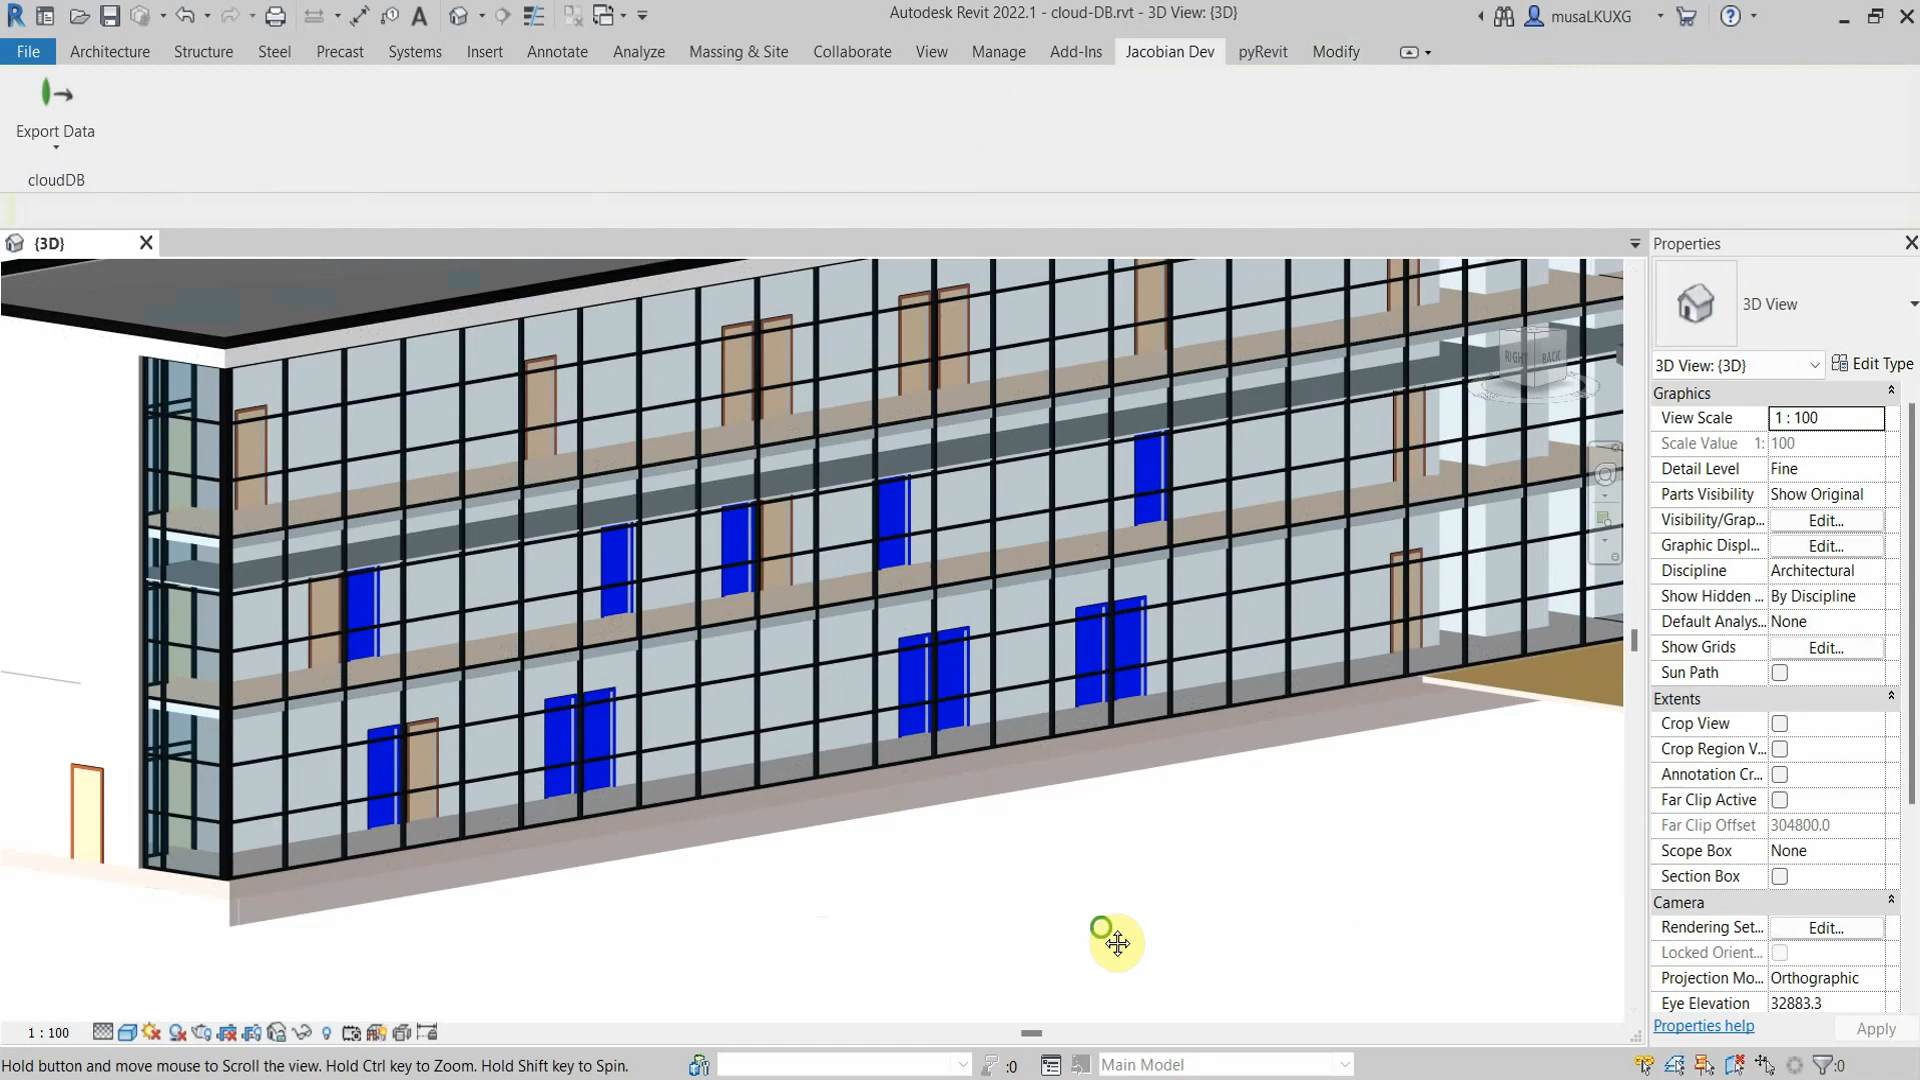 Autodesk Revit 2022.1 - cloud-DB.rvt - 3D View: {3D}
musaLKUXG
File Architecture Structure Steel Precast Systems Insert Annotate Analyze Massing & Site Collaborate View Manage Add-Ins Jacobian Dev pyRevit Modify
Export Data
cloudDB
{3D}
Properties
3D View
3D View: {3D} Edit Type
Graphics
View Scale 1 : 100
Scale Value 1: 100
Detail Level Fine
Parts Visibility Show Original
Visibility/Grap... Edit...
Graphic Displ... Edit...
Discipline Architectural
Show Hidden ... By Discipline
Default Analys... None
Show Grids Edit...
Sun Path
Extents
Crop View
Crop Region V...
Annotation Cr...
Far Clip Active
Far Clip Offset 304800.0
Scope Box None
Section Box
Camera
Rendering Set... Edit...
Locked Orient...
Projection Mo... Orthographic
Eye Elevation 32883.3
Properties help Apply
RIGHT BACK
1 : 100
Hold button and move mouse to Scroll the view. Hold Ctrl key to Zoom. Hold Shift key to Spin.
:0
Main Model
:0